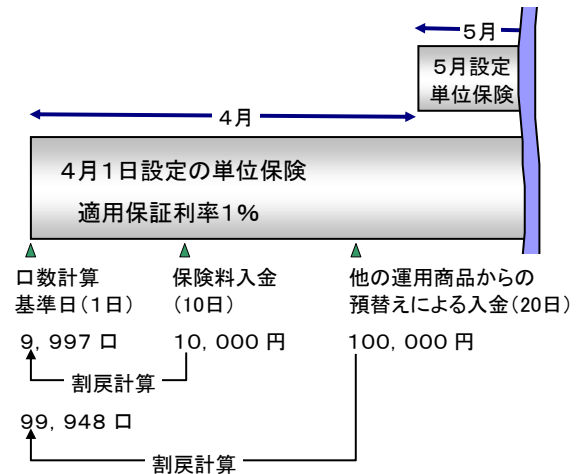 5月
5月設定
単位保険
4月
4月1日設定の単位保険
適用保証利率1%
口数計算
基準日(1日)
保険料入金
(10日)
他の運用商品からの
預替えによる入金(20日)
9,997 口
10,000 円
100,000 円
割戻計算
99,948 口
割戻計算